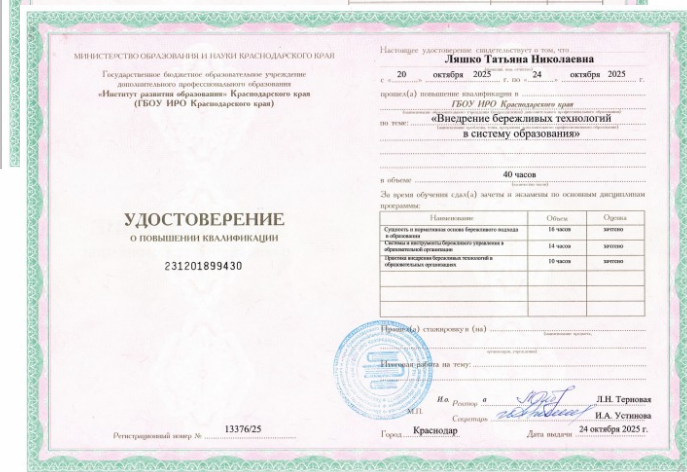 МИНИСТЕРСТВО ОБРАЗОВАНИЯ И НАУКИ КРАСНОДАРСКОГО КРАЯ
Государственное бюджетное образовательное учреждение
дополнительного профессионального образования
«Институт развития образования» Краснодарского края
(ГБОУ ИРО Краснодарского края)
УДОСТОВЕРЕНИЕ
О ПОВЫШЕНИИ КВАЛИФИКАЦИИ
231201899430
Регистрационный номер № 13376/25
Настоящее удостоверение свидетельствует о том, что
Ляшко Татьяна Николаевна
с «20» октября 2025 г. по «24» октября 2025 г.
прошел(а) повышение квалификации в
ГБОУ ИРО Краснодарского края
по теме: «Внедрение бережливых технологий
в систему образования»
в объеме 40 часов
(количество часов)
За время обучения сдал(а) зачеты и экзамены по основным дисциплинам
программы:
Наименование Объем Оценка
Сущность и нормативная основа бережливого подхода
в образовании 16 часов зачтено
Системы и инструменты бережливого управления в
образовательной организации 14 часов зачтено
Практика внедрения бережливых технологий в
образовательных организациях 10 часов зачтено
Прошел(а) стажировку в (на)
Итоговая работа на тему:
И.о. Ректор а Л.Н. Терновая
М.П.
Секретарь И.А. Устинова
Город Краснодар Дата выдачи 24 октября 2025 г.